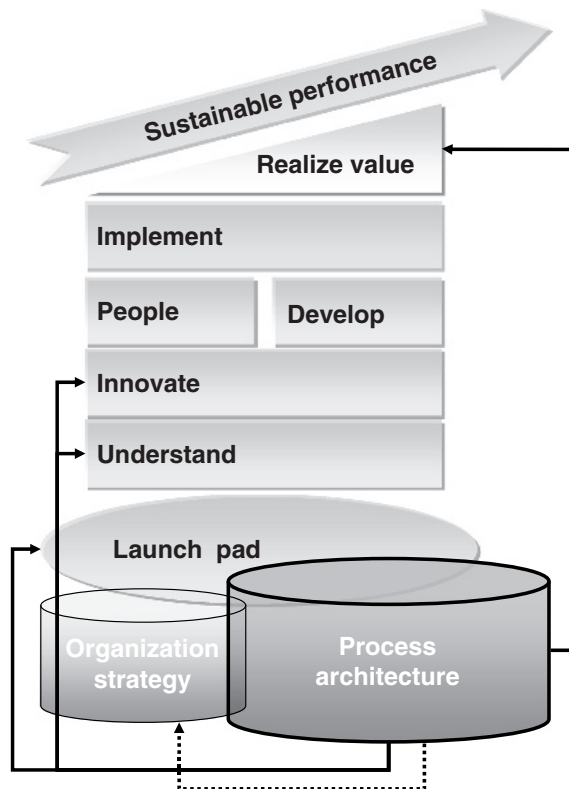 Sustainable performance
Realize value
Implement
People
Develop
Innovate
Understand
Launch pad
Organization
strategy
Process
architecture